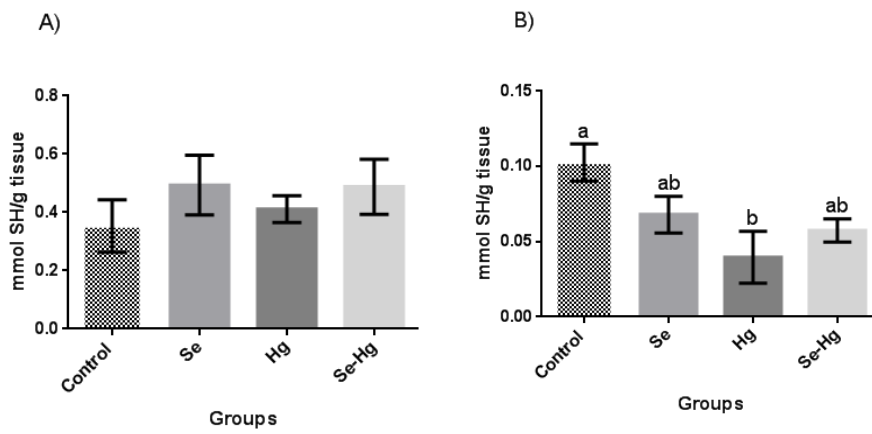 A)
mmol SH/g tissue
0.8
0.6
0.4
0.2
0.0
Control
Se
Hg
Se-Hg
Groups
B)
mmol SH/g tissue
0.15
0.10
0.05
0.00
a
ab
b
ab
Control
Se
Hg
Se-Hg
Groups